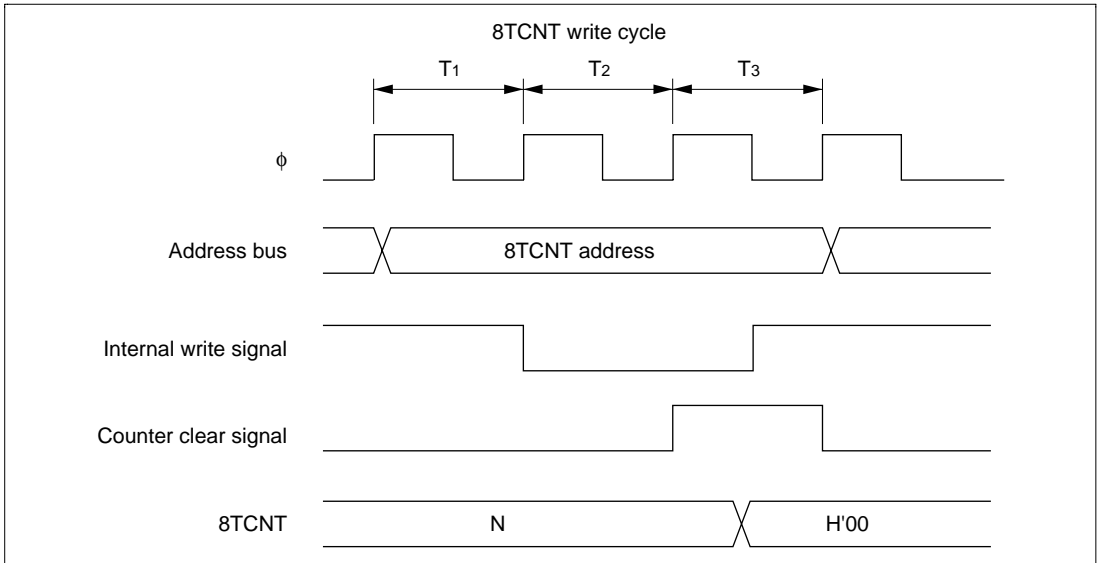 8TCNT write cycle
T1 T2 T3
ϕ
Address bus 8TCNT address
Internal write signal
Counter clear signal
8TCNT N H'00